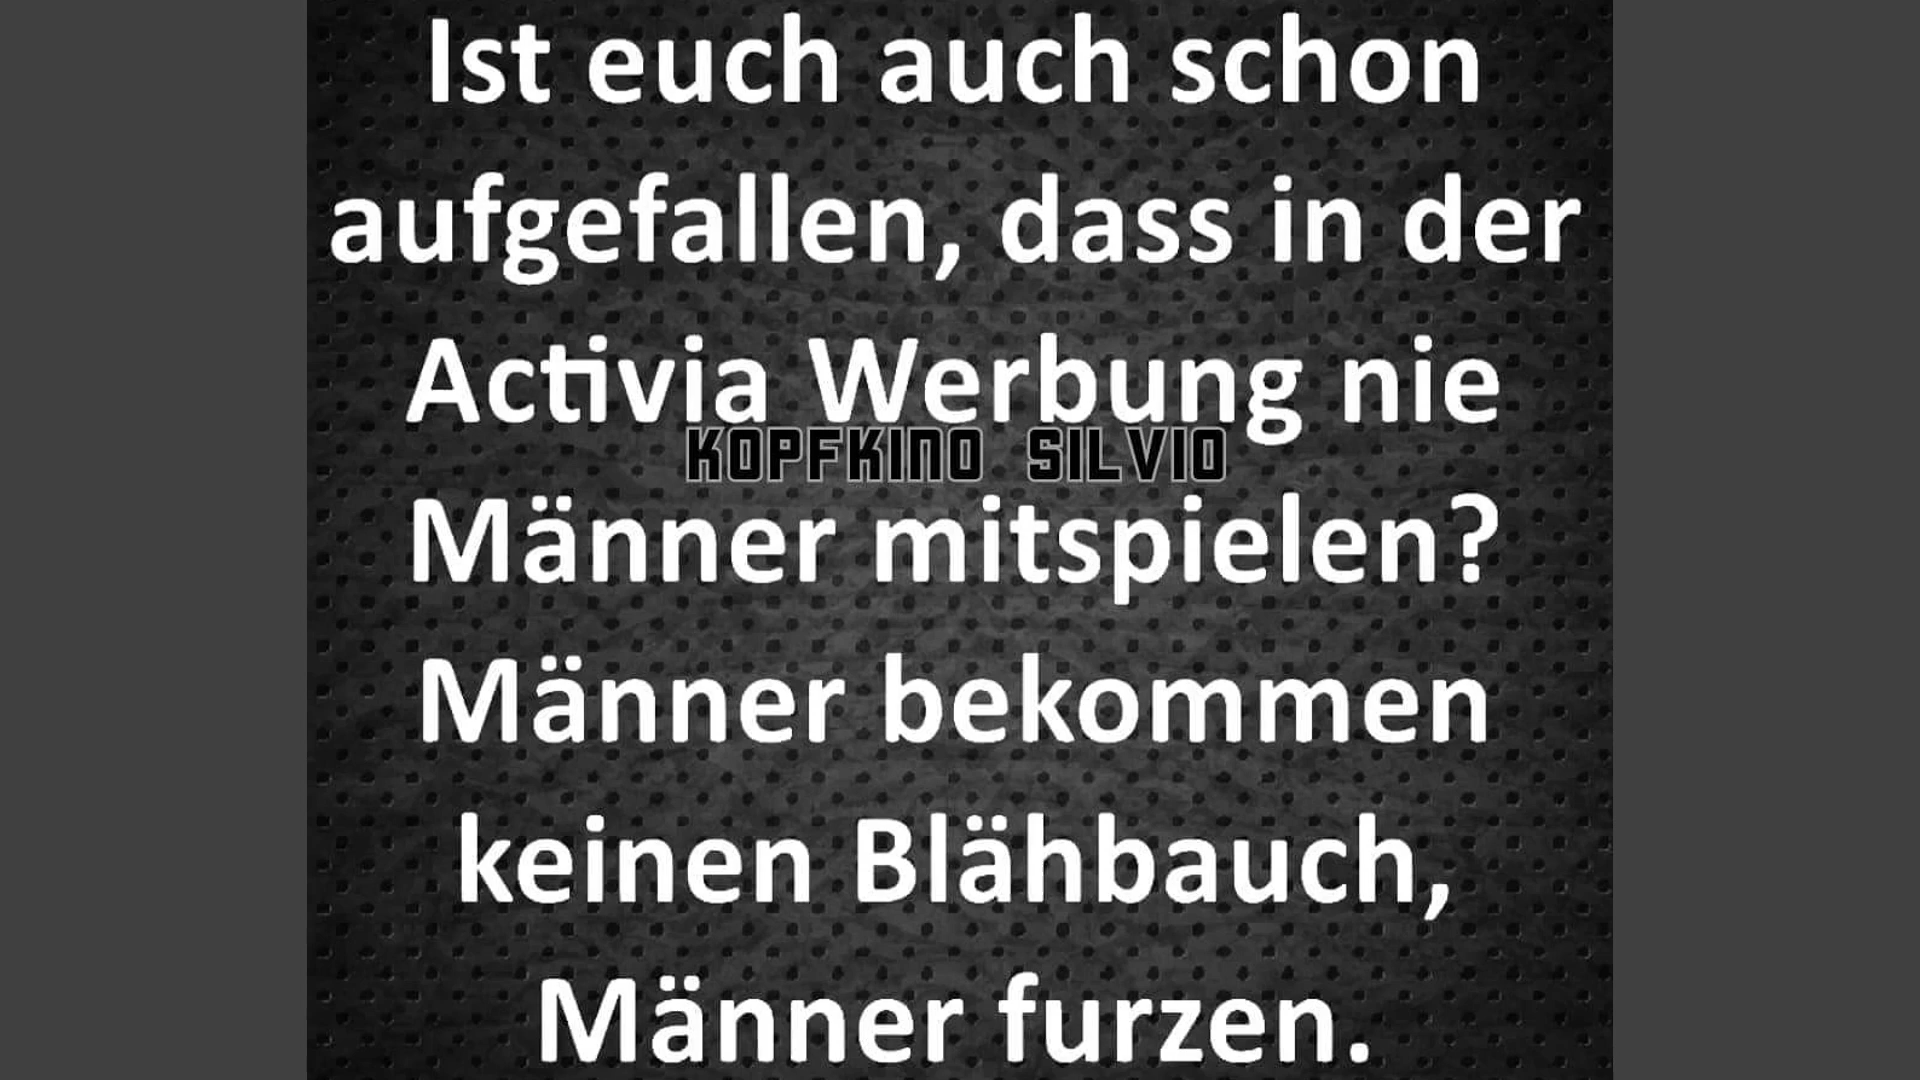 Ist euch auch schon
aufgefallen, dass in der
Activia Werbung nie
KOPFKINO SILVIO
Männer mitspielen?
Männer bekommen
keinen Blähbauch,
Männer furzen.